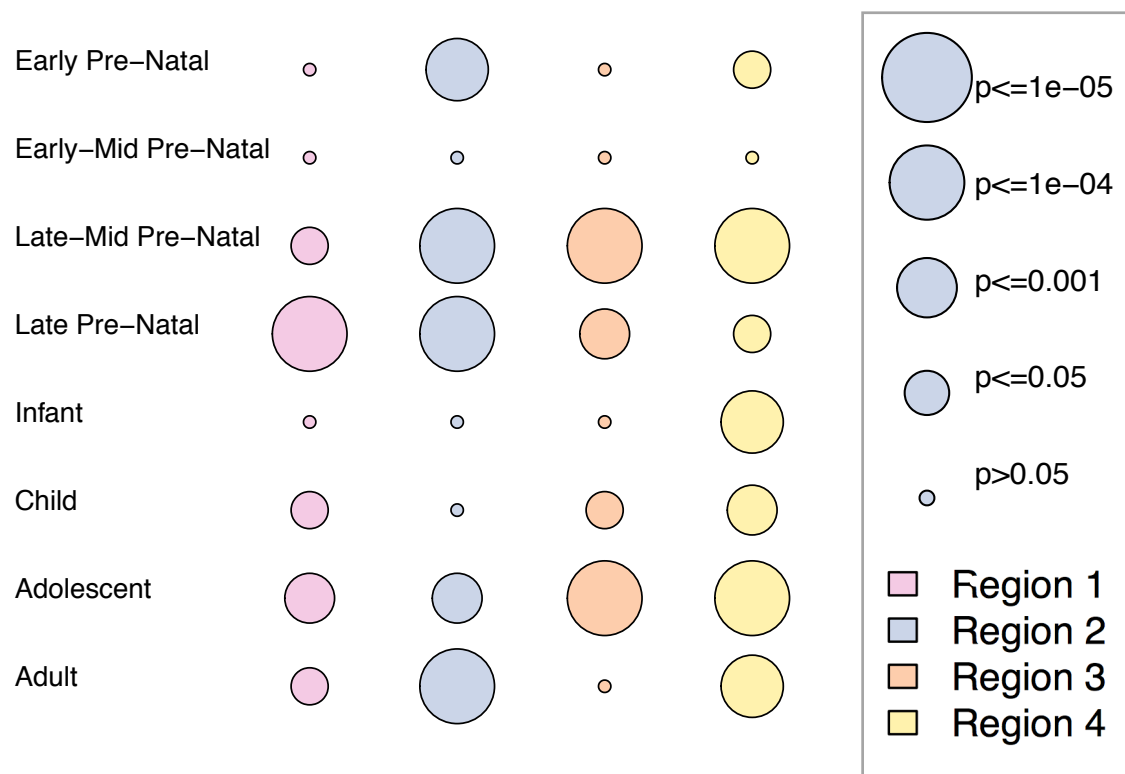 Early Pre−Natal
Early−Mid Pre−Natal
Late−Mid Pre−Natal
Late Pre−Natal
Infant
Child
Adolescent
Adult
p<=1e−05
p<=1e−04
p<=0.001
p<=0.05
p>0.05
Region 1
Region 2
Region 3
Region 4